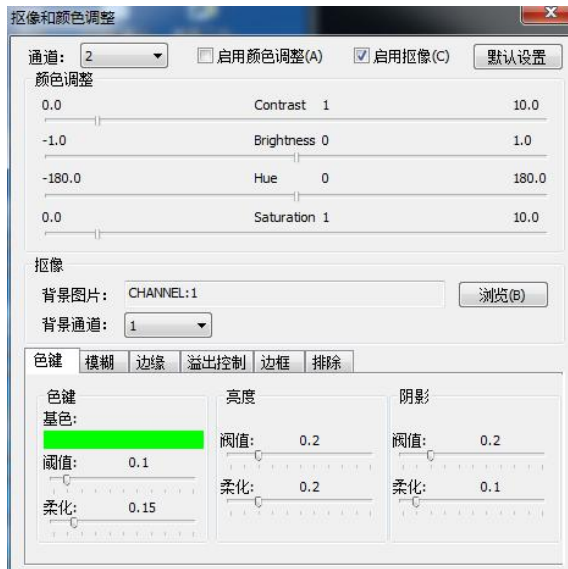 抠像和颜色调整
通道: 2 启用颜色调整(A) 启用抠像(C) 默认设置
颜色调整
0.0 Contrast 1 10.0
-1.0 Brightness 0 1.0
-180.0 Hue 0 180.0
0.0 Saturation 1 10.0
抠像
背景图片: CHANNEL:1 浏览(B)
背景通道: 1
色键 模糊 边缘 溢出控制 边框 排除
色键 亮度 阴影
基色:
阀值: 0.2 阀值: 0.2
阈值: 0.1
柔化: 0.2 柔化: 0.1
柔化: 0.15